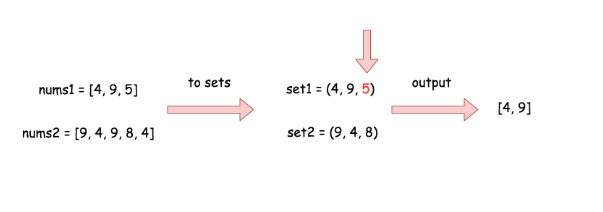 nums1 = [4, 9, 5]
nums2 = [9, 4, 9, 8, 4]
to sets
set1 = (4, 9, 5)
set2 = (9, 4, 8)
output
[4, 9]